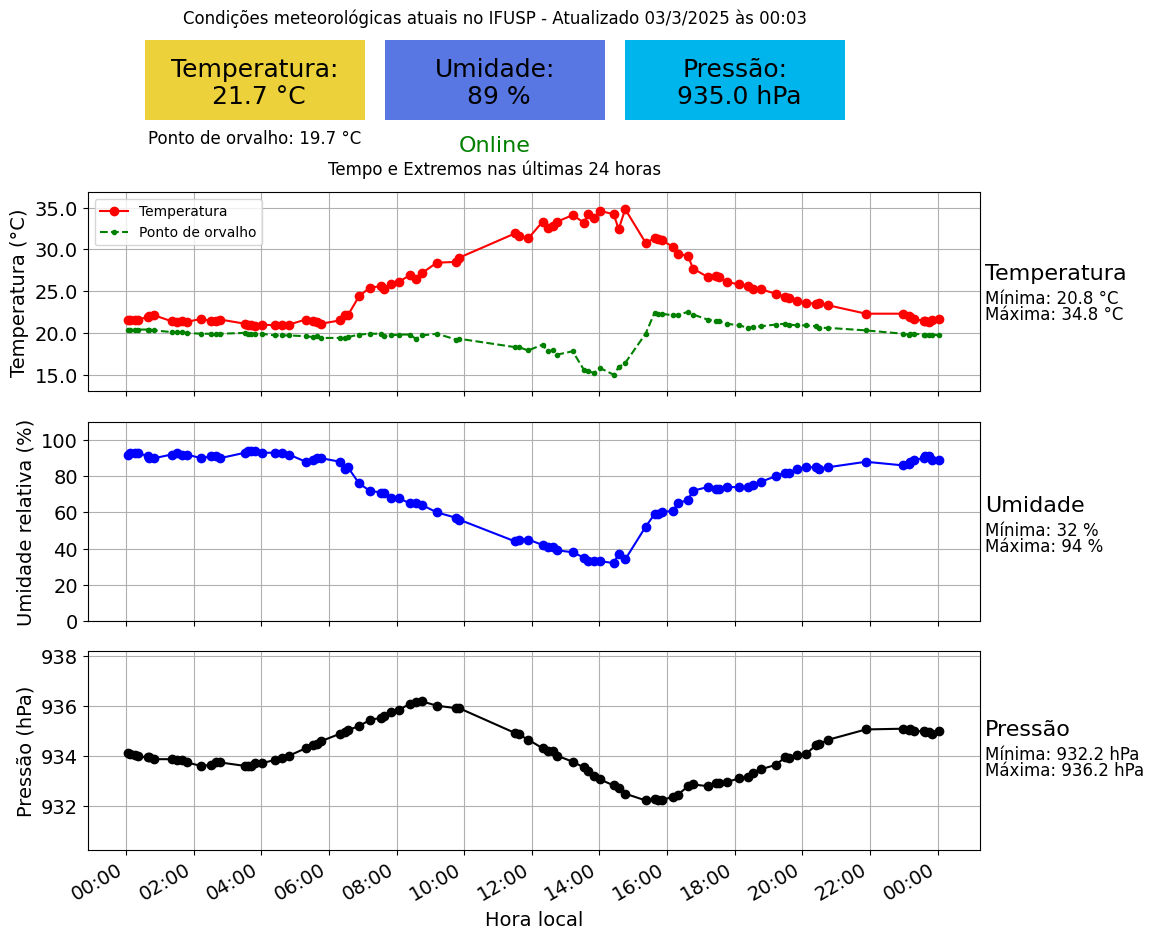 Condições meteorológicas atuais no IFUSP - Atualizado 03/3/2025 às 00:03
Temperatura:
21.7 °C
Umidade:
89 %
Pressão:
935.0 hPa
Ponto de orvalho: 19.7 °C
Online
Tempo e Extremos nas últimas 24 horas
Temperatura (°C)
35.0
30.0
25.0
20.0
15.0
Temperatura
Ponto de orvalho
Temperatura
Mínima: 20.8 °C
Máxima: 34.8 °C
Umidade relativa (%)
100
80
60
40
20
0
Umidade
Mínima: 32 %
Máxima: 94 %
Pressão (hPa)
938
936
934
932
Pressão
Mínima: 932.2 hPa
Máxima: 936.2 hPa
00:00
02:00
04:00
06:00
08:00
10:00
12:00
14:00
16:00
18:00
20:00
22:00
00:00
Hora local